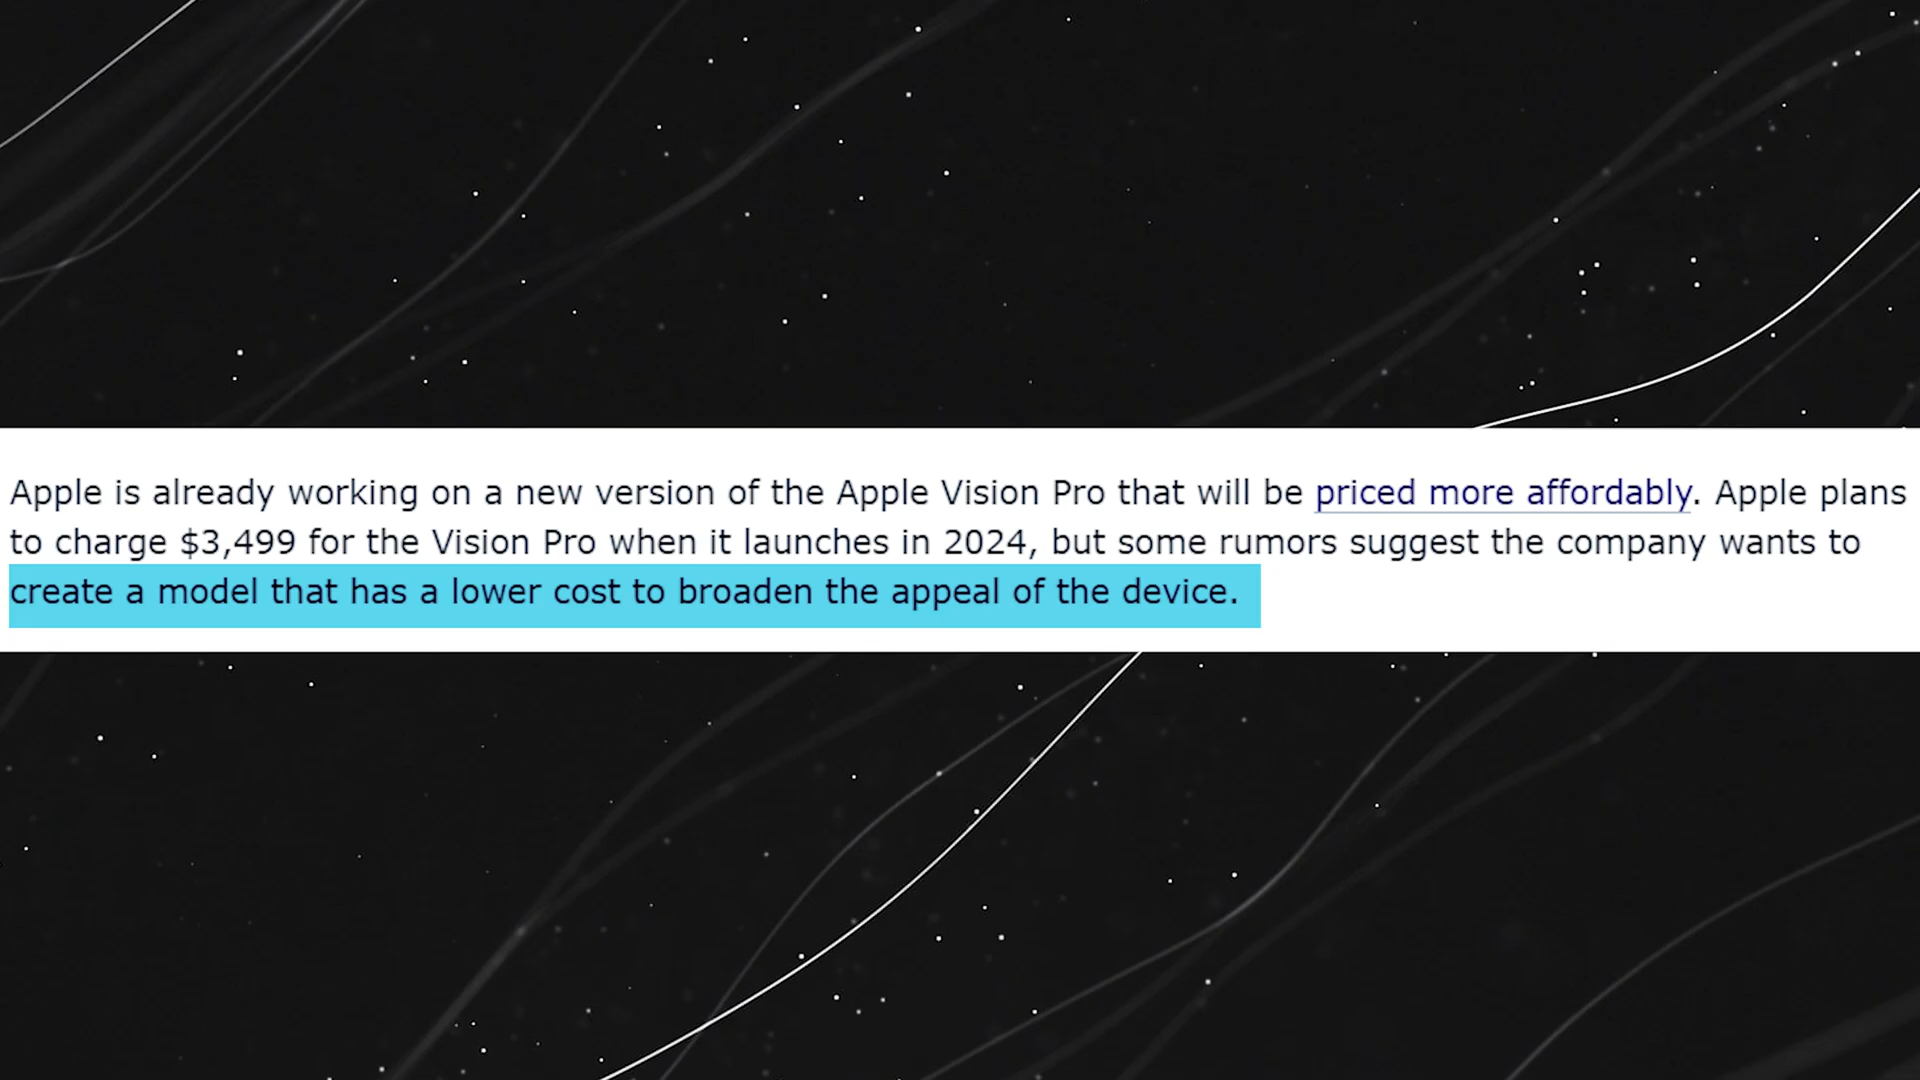 Apple is already working on a new version of the Apple Vision Pro that will be priced more affordably. Apple plans
to charge $3,499 for the Vision Pro when it launches in 2024, but some rumors suggest the company wants to
create a model that has a lower cost to broaden the appeal of the device.